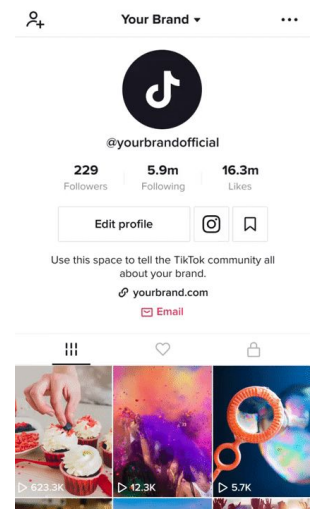 Your Brand
@yourbrandofficial
229 5.9m 16.3m
Followers Following Likes
Edit profile
Use this space to tell the TikTok community all
about your brand.
yourbrand.com
Email
623.3K 12.3K 5.7K